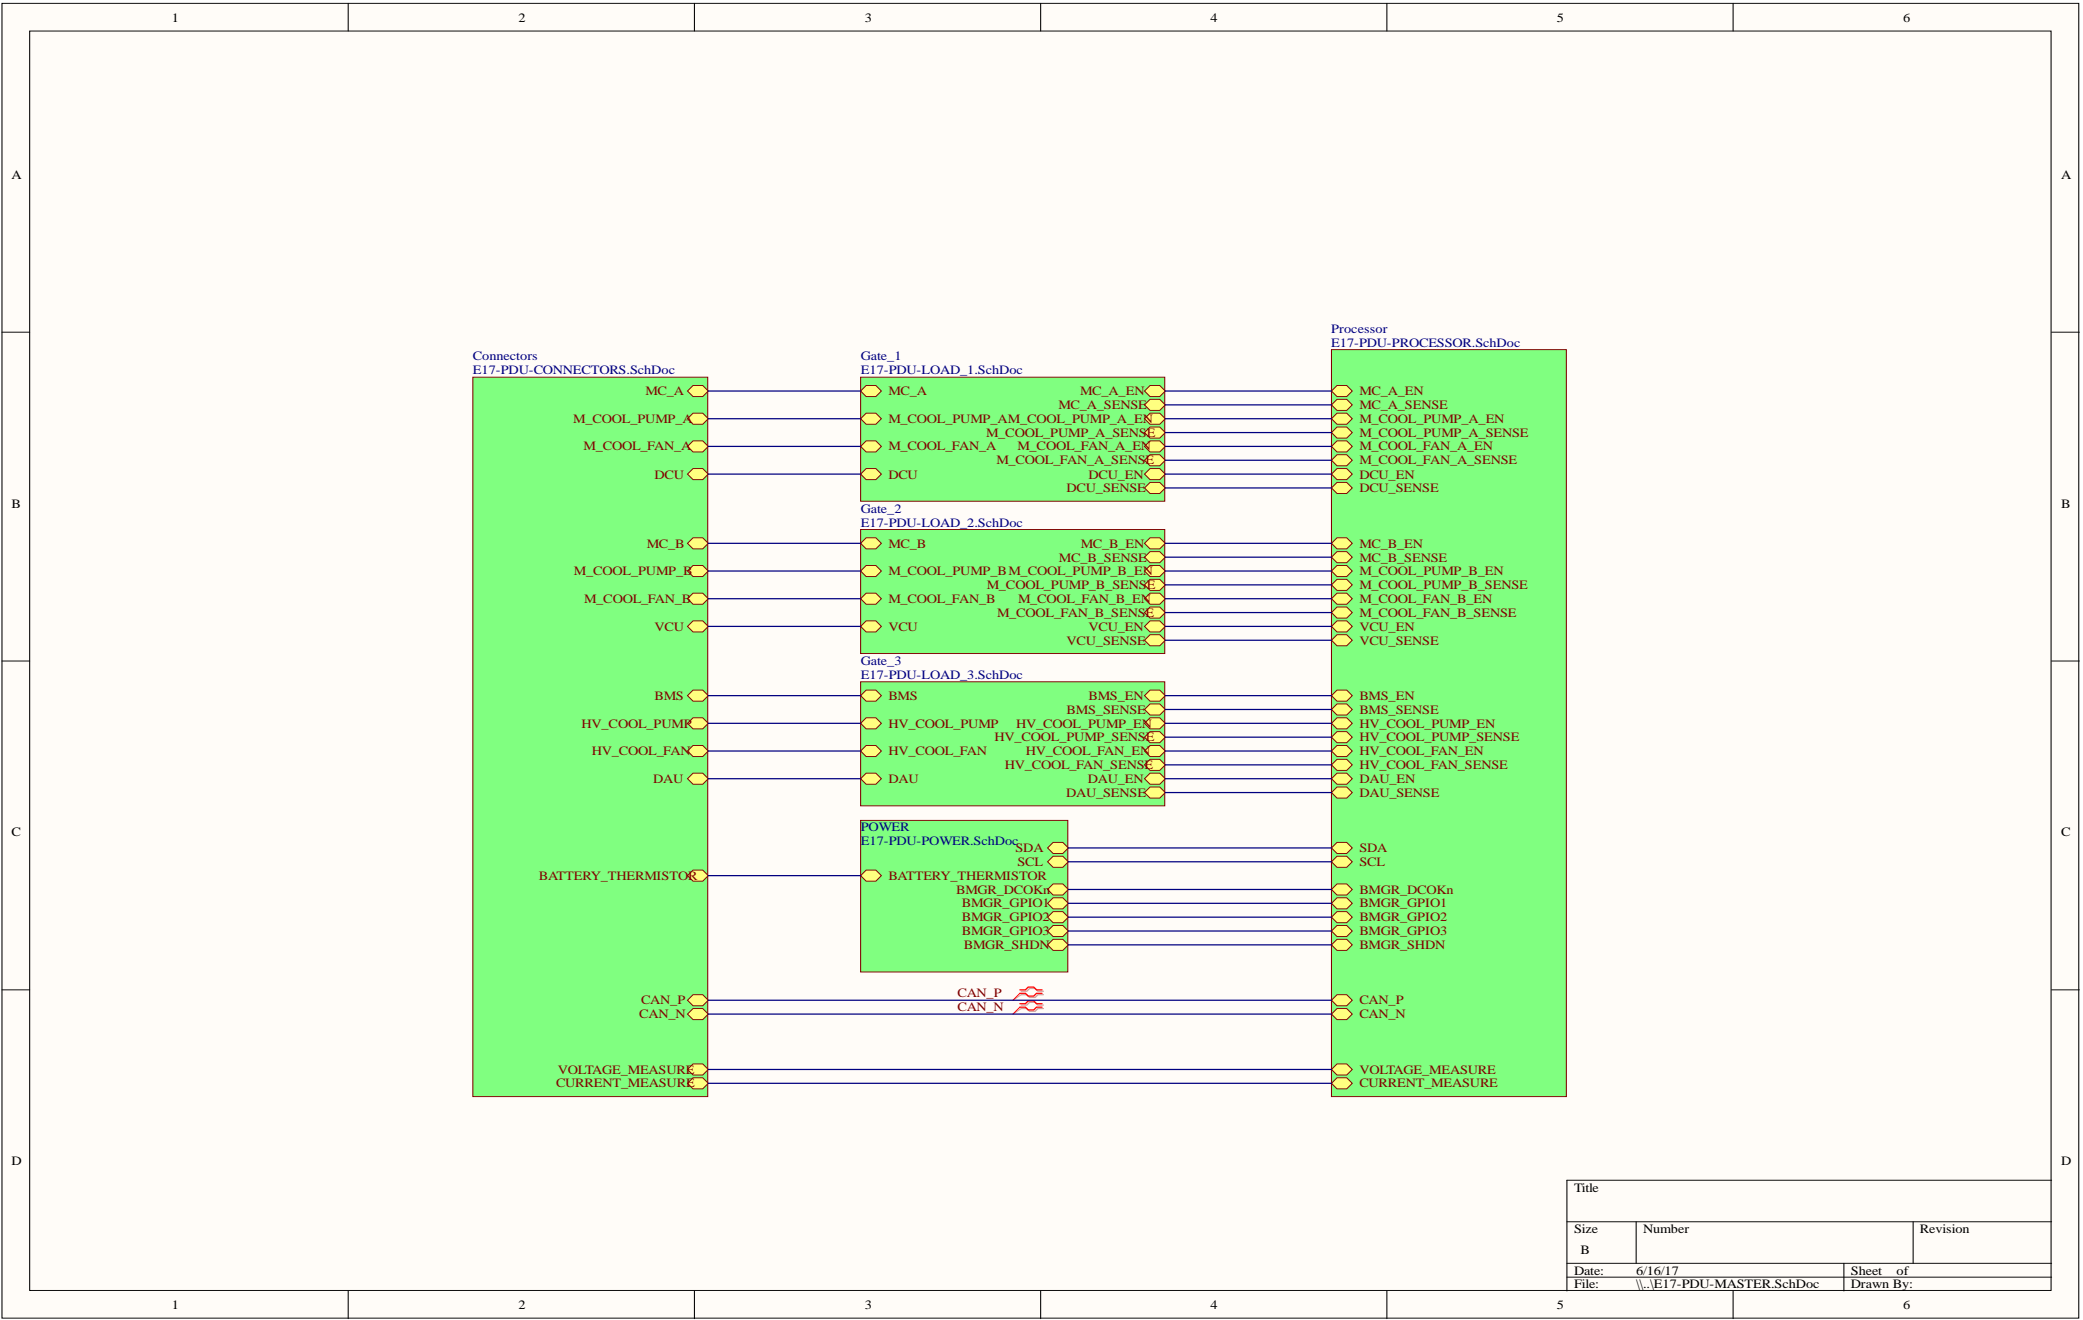 1 2 3 4 5 6
A A
B B
C C
D D
Connectors
E17-PDU-CONNECTORS.SchDoc
MC_A
M_COOL_PUMP_A
M_COOL_FAN_A
DCU
MC_B
M_COOL_PUMP_B
M_COOL_FAN_B
VCU
BMS
HV_COOL_PUMP
HV_COOL_FAN
DAU
BATTERY_THERMISTOR
CAN_P
CAN_N
VOLTAGE_MEASURE
CURRENT_MEASURE
Gate_1
E17-PDU-LOAD_1.SchDoc
MC_A MC_A_EN
MC_A_SENSE
M_COOL_PUMP_A M_COOL_PUMP_A_EN
M_COOL_PUMP_A_SENSE
M_COOL_FAN_A M_COOL_FAN_A_EN
M_COOL_FAN_A_SENSE
DCU DCU_EN
DCU_SENSE
Gate_2
E17-PDU-LOAD_2.SchDoc
MC_B MC_B_EN
MC_B_SENSE
M_COOL_PUMP_B M_COOL_PUMP_B_EN
M_COOL_PUMP_B_SENSE
M_COOL_FAN_B M_COOL_FAN_B_EN
M_COOL_FAN_B_SENSE
VCU VCU_EN
VCU_SENSE
Gate_3
E17-PDU-LOAD_3.SchDoc
BMS BMS_EN
BMS_SENSE
HV_COOL_PUMP HV_COOL_PUMP_EN
HV_COOL_PUMP_SENSE
HV_COOL_FAN HV_COOL_FAN_EN
HV_COOL_FAN_SENSE
DAU DAU_EN
DAU_SENSE
POWER
E17-PDU-POWER.SchDoc
SDA
SCL
BATTERY_THERMISTOR
BMGR_DCOKn
BMGR_GPIO1
BMGR_GPIO2
BMGR_GPIO3
BMGR_SHDN
CAN_P
CAN_N
Processor
E17-PDU-PROCESSOR.SchDoc
MC_A_EN
MC_A_SENSE
M_COOL_PUMP_A_EN
M_COOL_PUMP_A_SENSE
M_COOL_FAN_A_EN
M_COOL_FAN_A_SENSE
DCU_EN
DCU_SENSE
MC_B_EN
MC_B_SENSE
M_COOL_PUMP_B_EN
M_COOL_PUMP_B_SENSE
M_COOL_FAN_B_EN
M_COOL_FAN_B_SENSE
VCU_EN
VCU_SENSE
BMS_EN
BMS_SENSE
HV_COOL_PUMP_EN
HV_COOL_PUMP_SENSE
HV_COOL_FAN_EN
HV_COOL_FAN_SENSE
DAU_EN
DAU_SENSE
SDA
SCL
BMGR_DCOKn
BMGR_GPIO1
BMGR_GPIO2
BMGR_GPIO3
BMGR_SHDN
CAN_P
CAN_N
VOLTAGE_MEASURE
CURRENT_MEASURE
Title
Size Number Revision
B
Date: 6/16/17 Sheet of
File: \\..\E17-PDU-MASTER.SchDoc Drawn By:
1 2 3 4 5 6